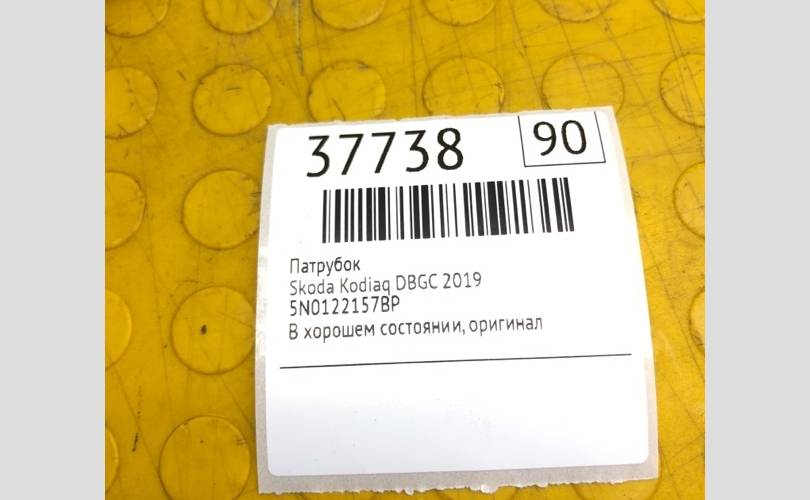 37738
90
Патрубок
Skoda Kodiaq DBGC 2019
5N0122157BP
В хорошем состоянии, оригинал